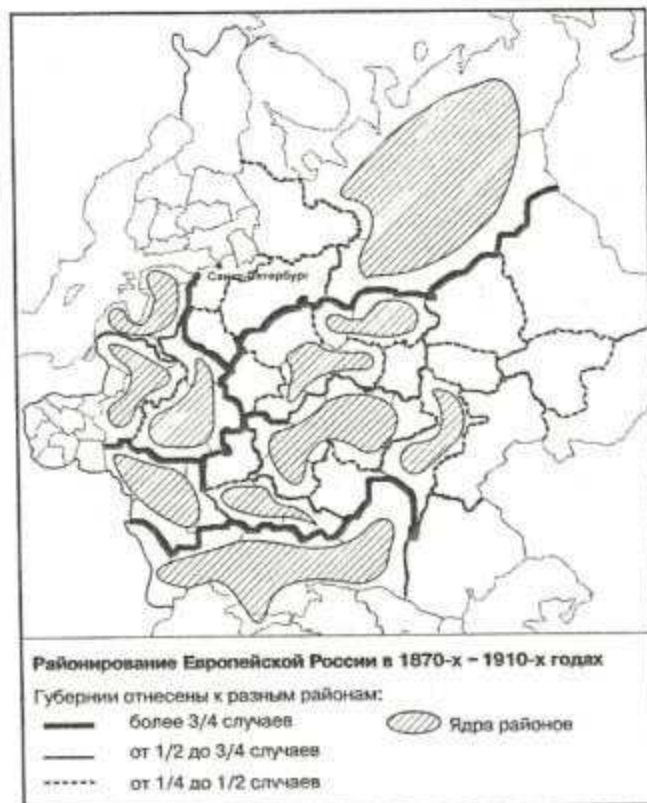 Санкт-Петербург
Районирование Европейской России в 1870-х – 1910-х годах
Губернии отнесены к разным районам:
более 3/4 случаев
Ядра районов
от 1/2 до 3/4 случаев
от 1/4 до 1/2 случаев